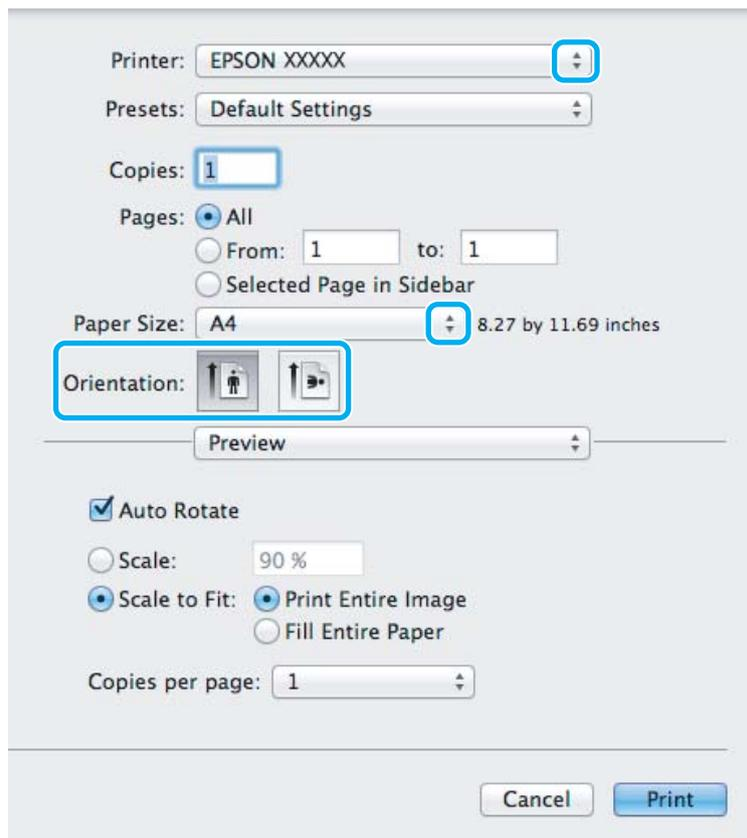 Printer: EPSON XXXXX
Presets: Default Settings
Copies: 1
Pages: All
From: 1 to: 1
Selected Page in Sidebar
Paper Size: A4 8.27 by 11.69 inches
Orientation:
Preview
Auto Rotate
Scale: 90 %
Scale to Fit: Print Entire Image
Fill Entire Paper
Copies per page: 1
Cancel Print